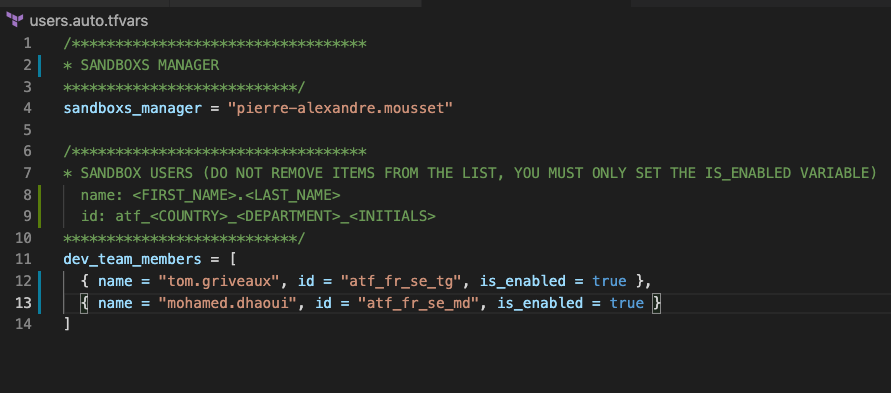 users.auto.tfvars
1 /**********************************
2 * SANDBOXS MANAGER
3 ***************************/
4 sandboxs_manager = "pierre-alexandre.mousset"
5
6 /**********************************
7 * SANDBOX USERS (DO NOT REMOVE ITEMS FROM THE LIST, YOU MUST ONLY SET THE IS_ENABLED VARIABLE)
8   name: <FIRST_NAME>.<LAST_NAME>
9   id: atf_<COUNTRY>_<DEPARTMENT>_<INITIALS>
10 ***************************/
11 dev_team_members = [
12   { name = "tom.griveaux", id = "atf_fr_se_tg", is_enabled = true },
13   { name = "mohamed.dhaoui", id = "atf_fr_se_md", is_enabled = true }
14 ]